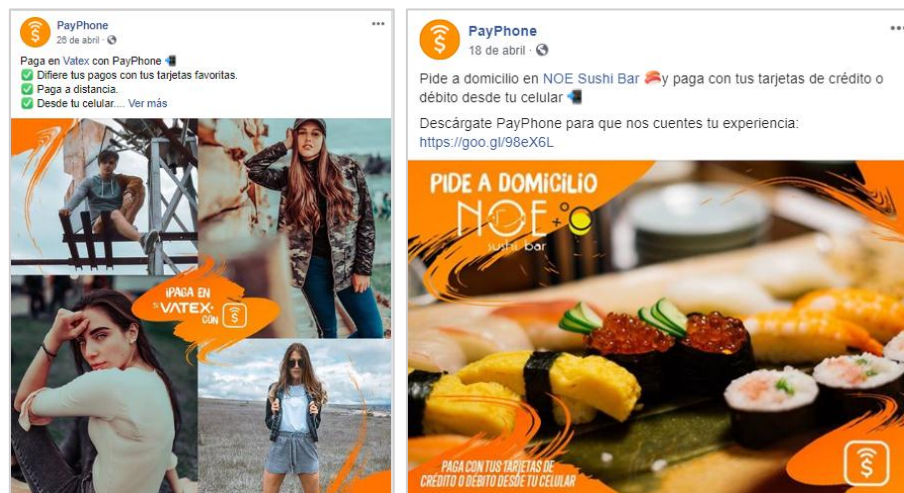 PayPhone
26 de abril ·
Paga en Vatex con PayPhone
Difiere tus pagos con tus tarjetas favoritas.
Paga a distancia.
Desde tu celular.... Ver más
¡PAGA EN
VATEX
CON $
PayPhone
18 de abril ·
Pide a domicilio en NOE Sushi Bar y paga con tus tarjetas de crédito o
débito desde tu celular
Descárgate PayPhone para que nos cuentes tu experiencia:
https://goo.gl/98eX6L
PIDE A DOMICILIO
NOE
sushi bar
PAGA CON TUS TARJETAS DE
CRÉDITO O DÉBITO DESDE TU CELULAR
$